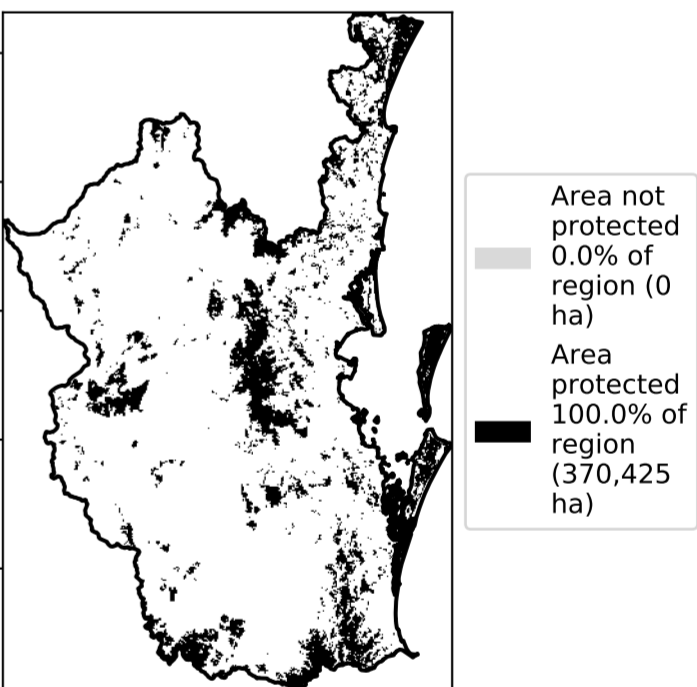 Area not
protected
0.0% of
region (0
ha)
Area
protected
100.0% of
region
(370,425
ha)